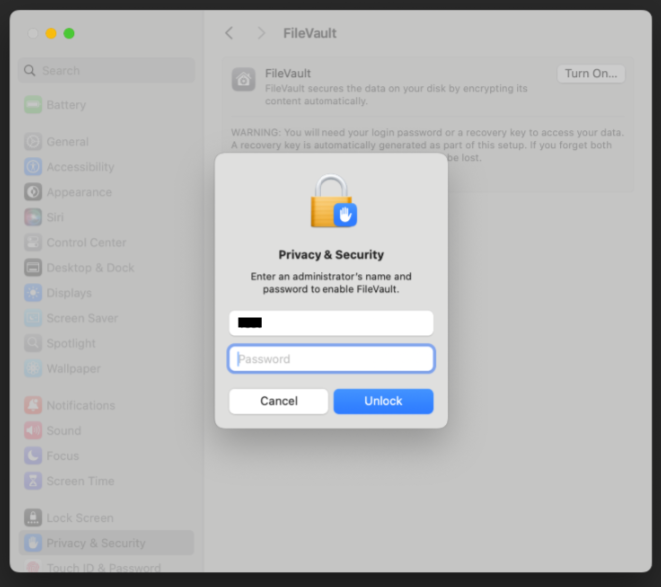 FileVault
Search
Battery
General
Accessibility
Appearance
Siri
Control Center
Desktop & Dock
Displays
Screen Saver
Spotlight
Wallpaper
Notifications
Sound
Focus
Screen Time
Lock Screen
Privacy & Security
Touch ID & Password
FileVault
Turn On...
FileVault secures the data on your disk by encrypting its
content automatically.
WARNING: You will need your login password or a recovery key to access your data.
A recovery key is automatically generated as part of this setup. If you forget both
be lost.
Privacy & Security
Enter an administrator's name and
password to enable FileVault.
Password
Cancel
Unlock